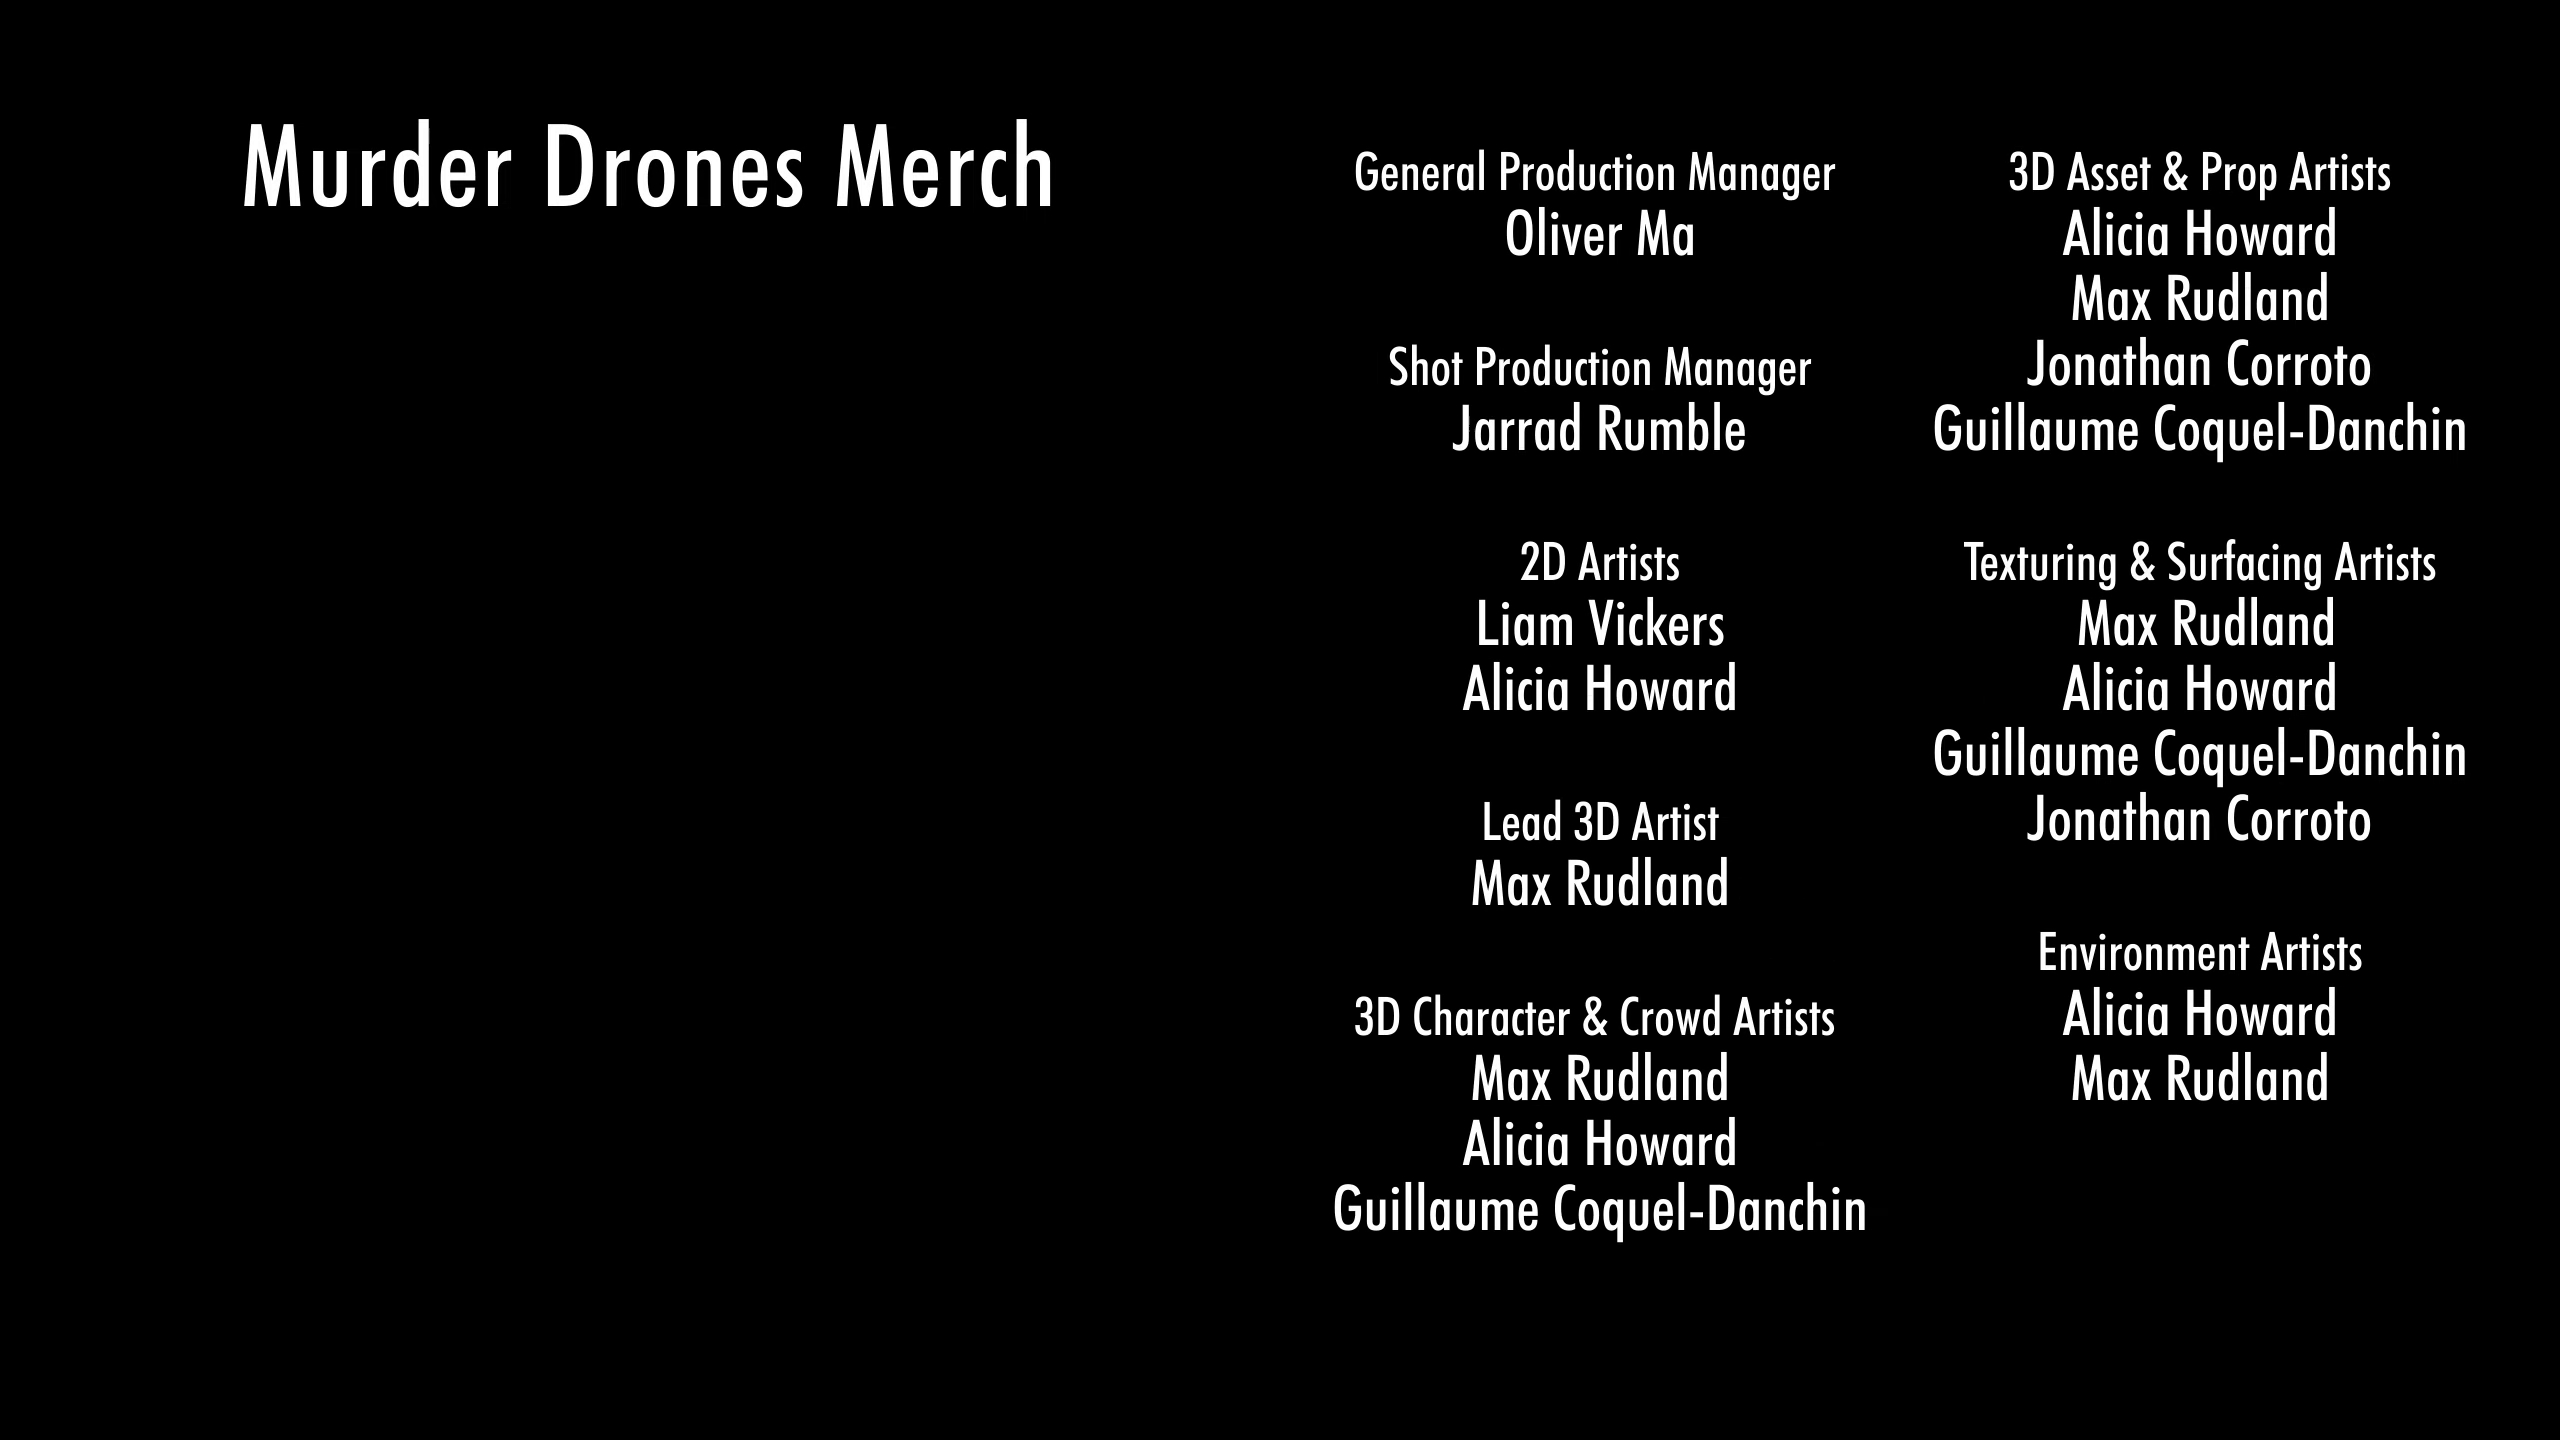 Murder Drones Merch
General Production Manager
Oliver Ma
Shot Production Manager
Jarrad Rumble
2D Artists
Liam Vickers
Alicia Howard
Lead 3D Artist
Max Rudland
3D Character & Crowd Artists
Max Rudland
Alicia Howard
Guillaume Coquel-Danchin
3D Asset & Prop Artists
Alicia Howard
Max Rudland
Jonathan Corroto
Guillaume Coquel-Danchin
Texturing & Surfacing Artists
Max Rudland
Alicia Howard
Guillaume Coquel-Danchin
Jonathan Corroto
Environment Artists
Alicia Howard
Max Rudland